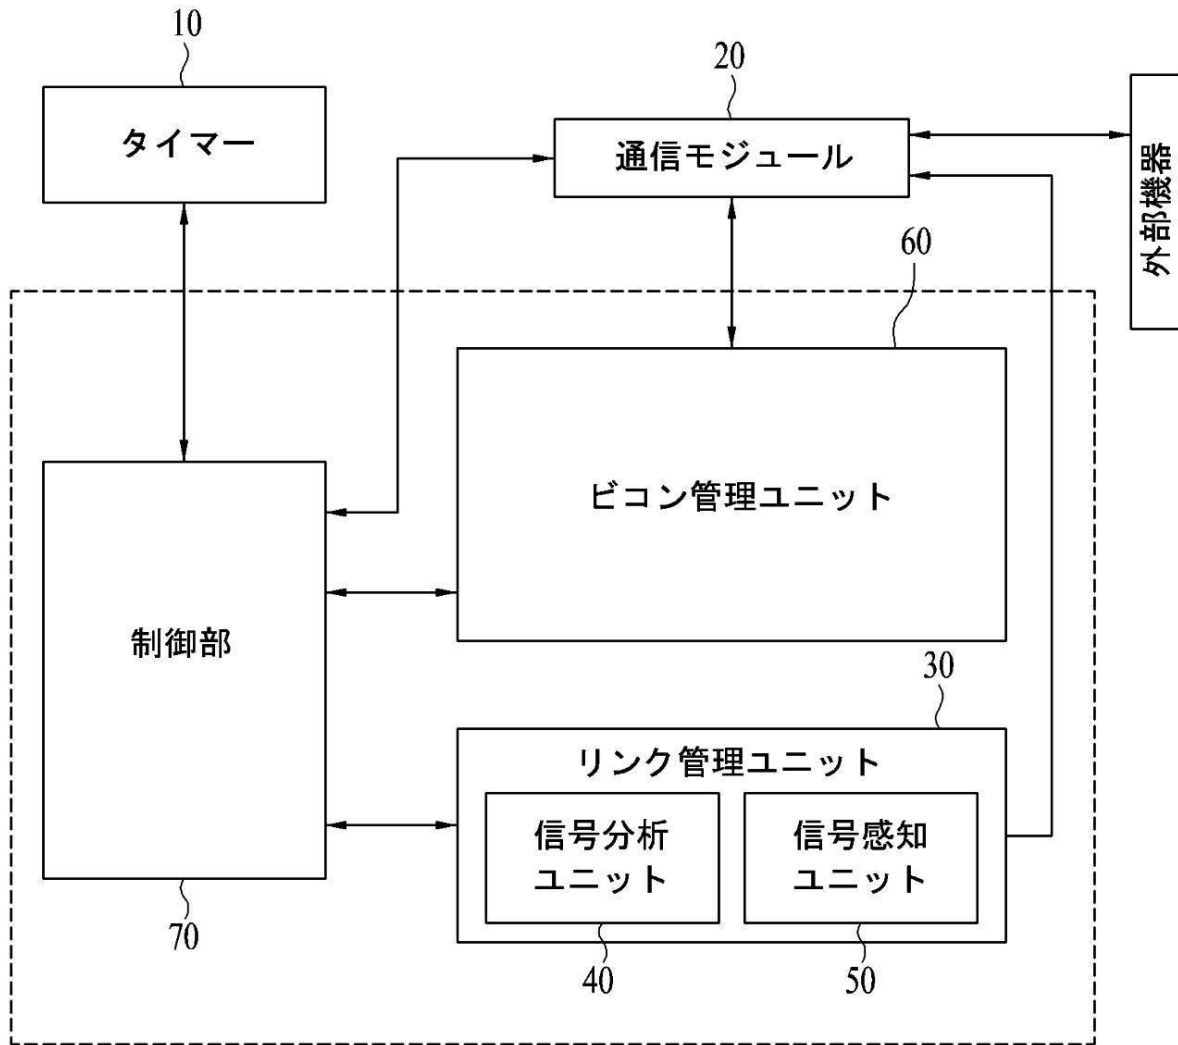 10
タイマー
20
通信モジュール
外部機器
60
ビコン管理ユニット
制御部
70
30
リンク管理ユニット
信号分析
ユニット
40
信号感知
ユニット
50